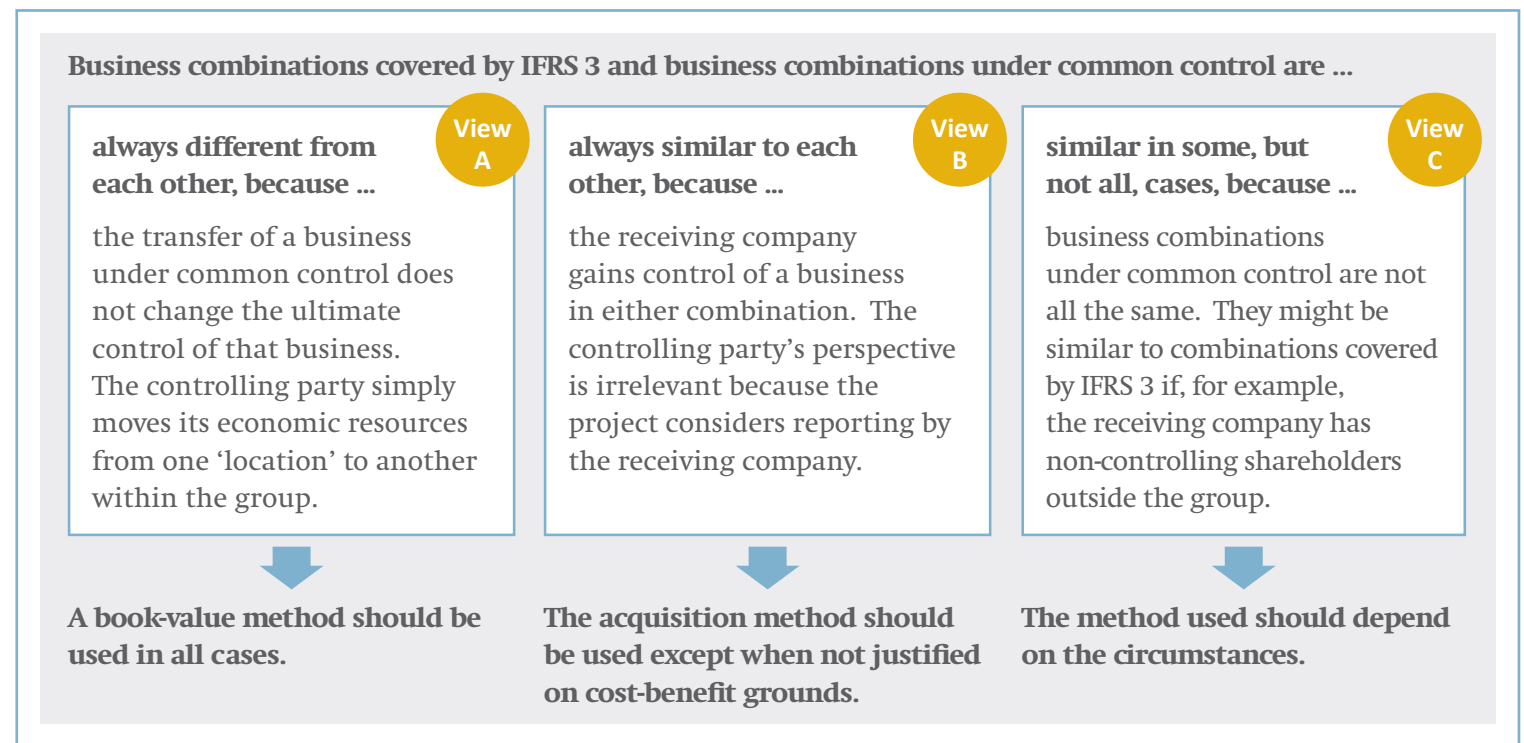 Business combinations covered by IFRS 3 and business combinations under common control are ...
View
A
always different from
each other, because ...
the transfer of a business
under common control does
not change the ultimate
control of that business.
The controlling party simply
moves its economic resources
from one ‘location’ to another
within the group.
A book-value method should be
used in all cases.
View
B
always similar to each
other, because ...
the receiving company
gains control of a business
in either combination.  The
controlling party’s perspective
is irrelevant because the
project considers reporting by
the receiving company.
The acquisition method should
be used except when not justified
on cost-benefit grounds.
View
C
similar in some, but
not all, cases, because ...
business combinations
under common control are not
all the same.  They might be
similar to combinations covered
by IFRS 3 if, for example,
the receiving company has
non-controlling shareholders
outside the group.
The method used should depend
on the circumstances.